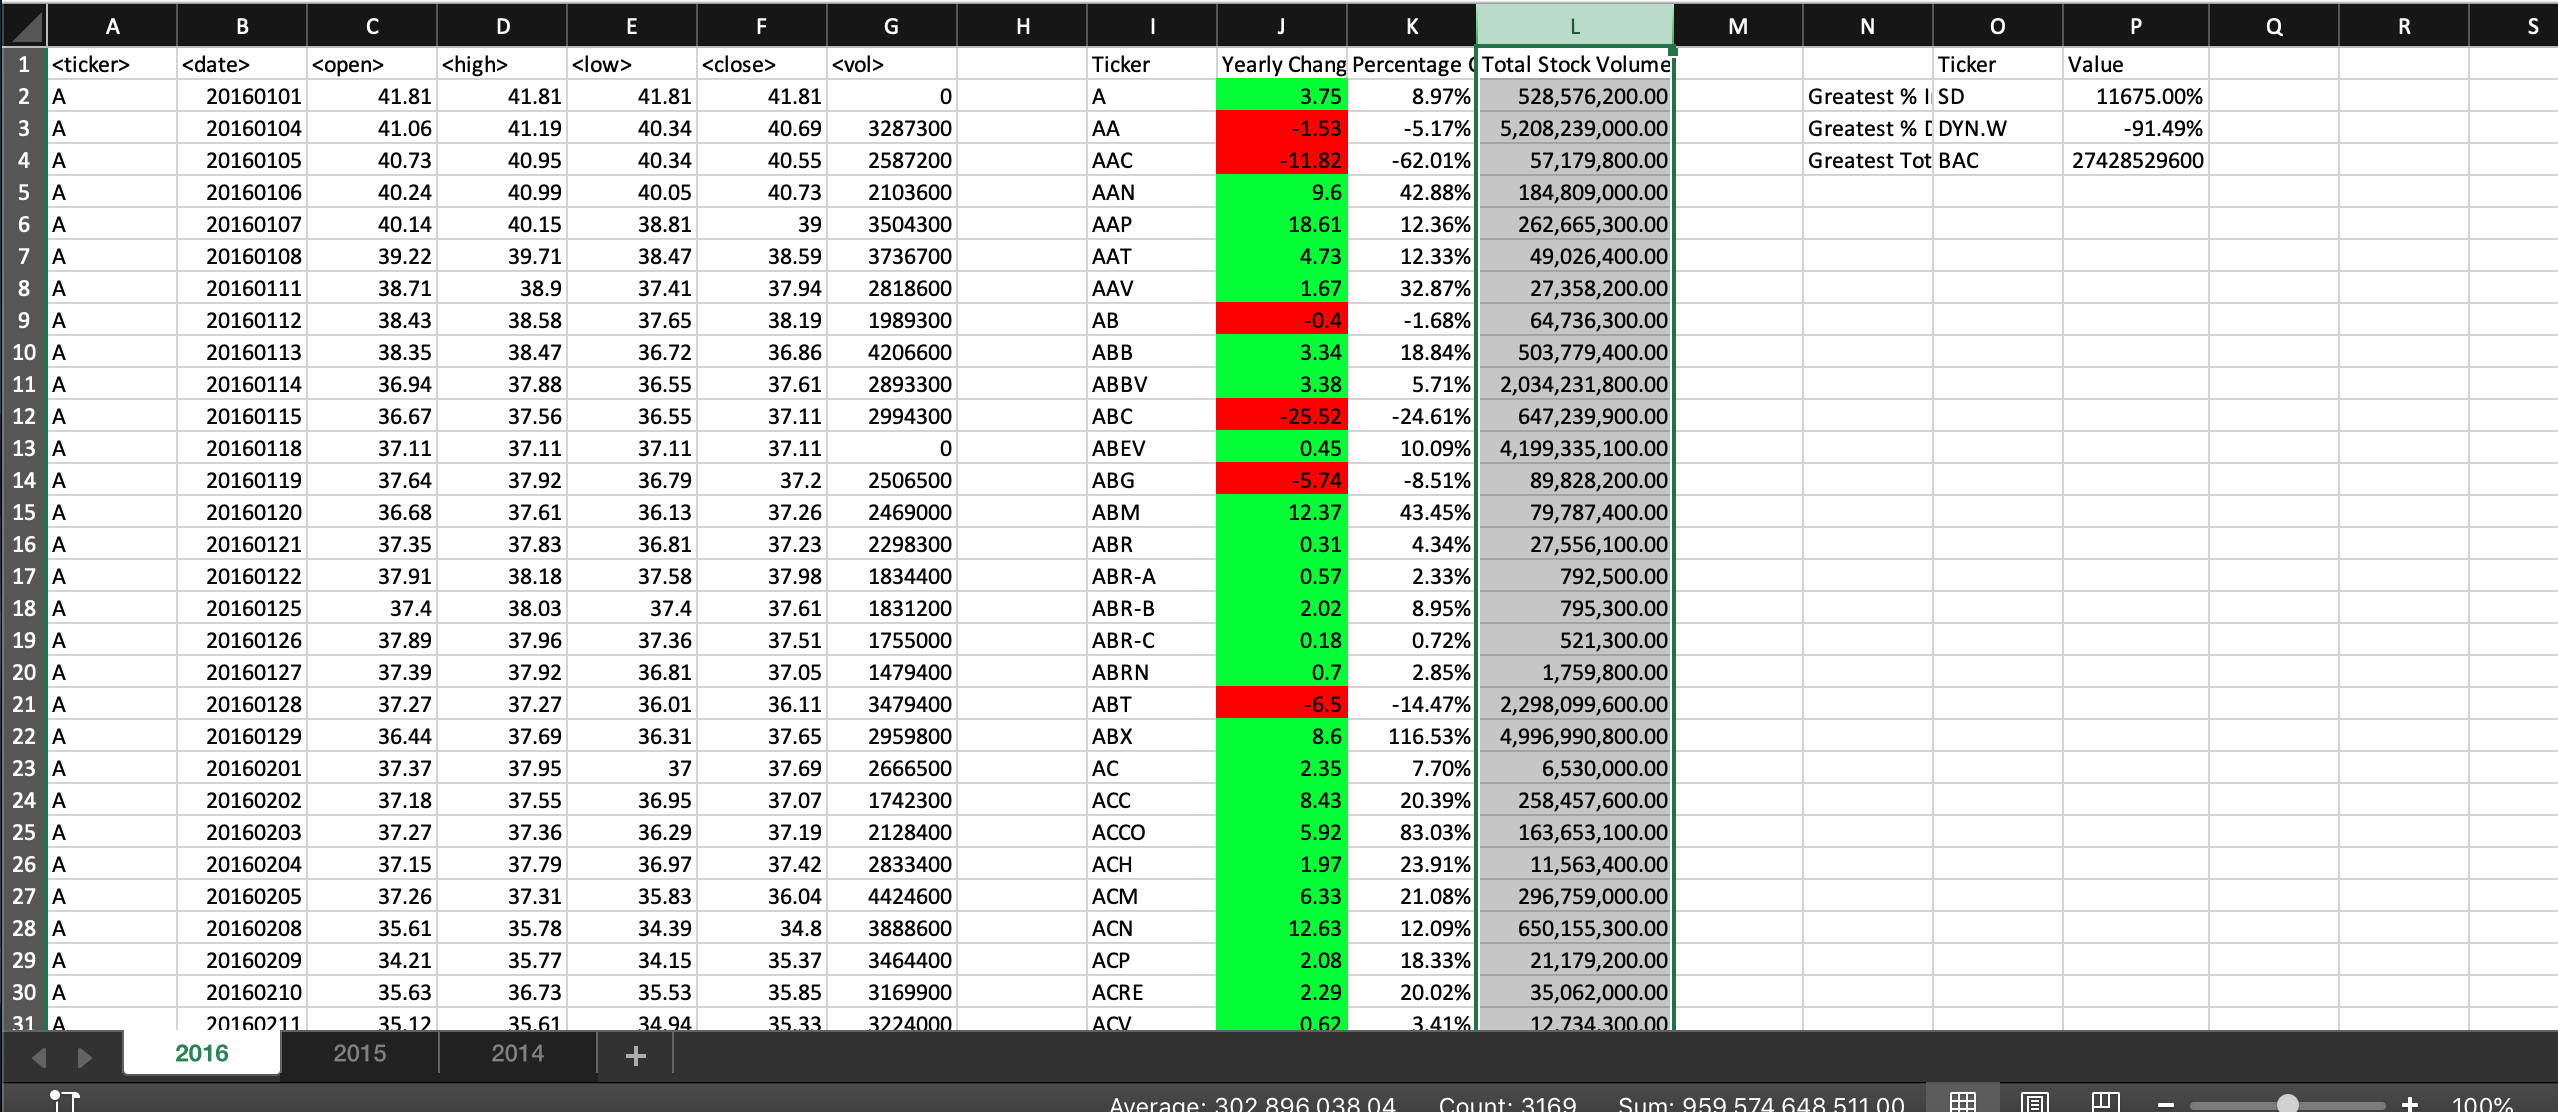 A B C D E F G H I J K L M N O P Q R S
1 <ticker> <date> <open> <high> <low> <close> <vol> Ticker Yearly Chang Percentage Total Stock Volume Ticker Value
2 A 20160101 41.81 41.81 41.81 41.81 0 A 3.75 8.97% 528,576,200.00 Greatest % SD 11675.00%
3 A 20160104 41.06 41.19 40.34 40.69 3287300 AA -1.53 -5.17% 5,208,239,000.00 Greatest % DYN.W -91.49%
4 A 20160105 40.73 40.95 40.34 40.55 2587200 AAC -11.82 -62.01% 57,179,800.00 Greatest Tot BAC 27428529600
5 A 20160106 40.24 40.99 40.05 40.73 2103600 AAN 9.6 42.88% 184,809,000.00
6 A 20160107 40.14 40.15 38.81 39 3504300 AAP 18.61 12.36% 262,665,300.00
7 A 20160108 39.22 39.71 38.47 38.59 3736700 AAT 4.73 12.33% 49,026,400.00
8 A 20160111 38.71 38.9 37.41 37.94 2818600 AAV 1.67 32.87% 27,358,200.00
9 A 20160112 38.43 38.58 37.65 38.19 1989300 AB -0.4 -1.68% 64,736,300.00
10 A 20160113 38.35 38.47 36.72 36.86 4206600 ABB 3.34 18.84% 503,779,400.00
11 A 20160114 36.94 37.88 36.55 37.61 2893300 ABBV 3.38 5.71% 2,034,231,800.00
12 A 20160115 36.67 37.56 36.55 37.11 2994300 ABC -25.52 -24.61% 647,239,900.00
13 A 20160118 37.11 37.11 37.11 37.11 0 ABEV 0.45 10.09% 4,199,335,100.00
14 A 20160119 37.64 37.92 36.79 37.2 2506500 ABG -5.74 -8.51% 89,828,200.00
15 A 20160120 36.68 37.61 36.13 37.26 2469000 ABM 12.37 43.45% 79,787,400.00
16 A 20160121 37.35 37.83 36.81 37.23 2298300 ABR 0.31 4.34% 27,556,100.00
17 A 20160122 37.91 38.18 37.58 37.98 1834400 ABR-A 0.57 2.33% 792,500.00
18 A 20160125 37.4 38.03 37.4 37.61 1831200 ABR-B 2.02 8.95% 795,300.00
19 A 20160126 37.89 37.96 37.36 37.51 1755000 ABR-C 0.18 0.72% 521,300.00
20 A 20160127 37.39 37.92 36.81 37.05 1479400 ABRN 0.7 2.85% 1,759,800.00
21 A 20160128 37.27 37.27 36.01 36.11 3479400 ABT -6.5 -14.47% 2,298,099,600.00
22 A 20160129 36.44 37.69 36.31 37.65 2959800 ABX 8.6 116.53% 4,996,990,800.00
23 A 20160201 37.37 37.95 37 37.69 2666500 AC 2.35 7.70% 6,530,000.00
24 A 20160202 37.18 37.55 36.95 37.07 1742300 ACC 8.43 20.39% 258,457,600.00
25 A 20160203 37.27 37.36 36.29 37.19 2128400 ACCO 5.92 83.03% 163,653,100.00
26 A 20160204 37.15 37.79 36.97 37.42 2833400 ACH 1.97 23.91% 11,563,400.00
27 A 20160205 37.26 37.31 35.83 36.04 4424600 ACM 6.33 21.08% 296,759,000.00
28 A 20160208 35.61 35.78 34.39 34.8 3888600 ACN 12.63 12.09% 650,155,300.00
29 A 20160209 34.21 35.77 34.15 35.37 3464400 ACP 2.08 18.33% 21,179,200.00
30 A 20160210 35.63 36.73 35.53 35.85 3169900 ACRE 2.29 20.02% 35,062,000.00
31 A 20160211 35.12 35.61 34.94 35.33 3224000 ACV 0.62 3.41% 12,734,300.00
2016 2015 2014 +
Average: 302,896,038.04 Count: 3169 Sum: 959,574,648,511.00 − + 100%